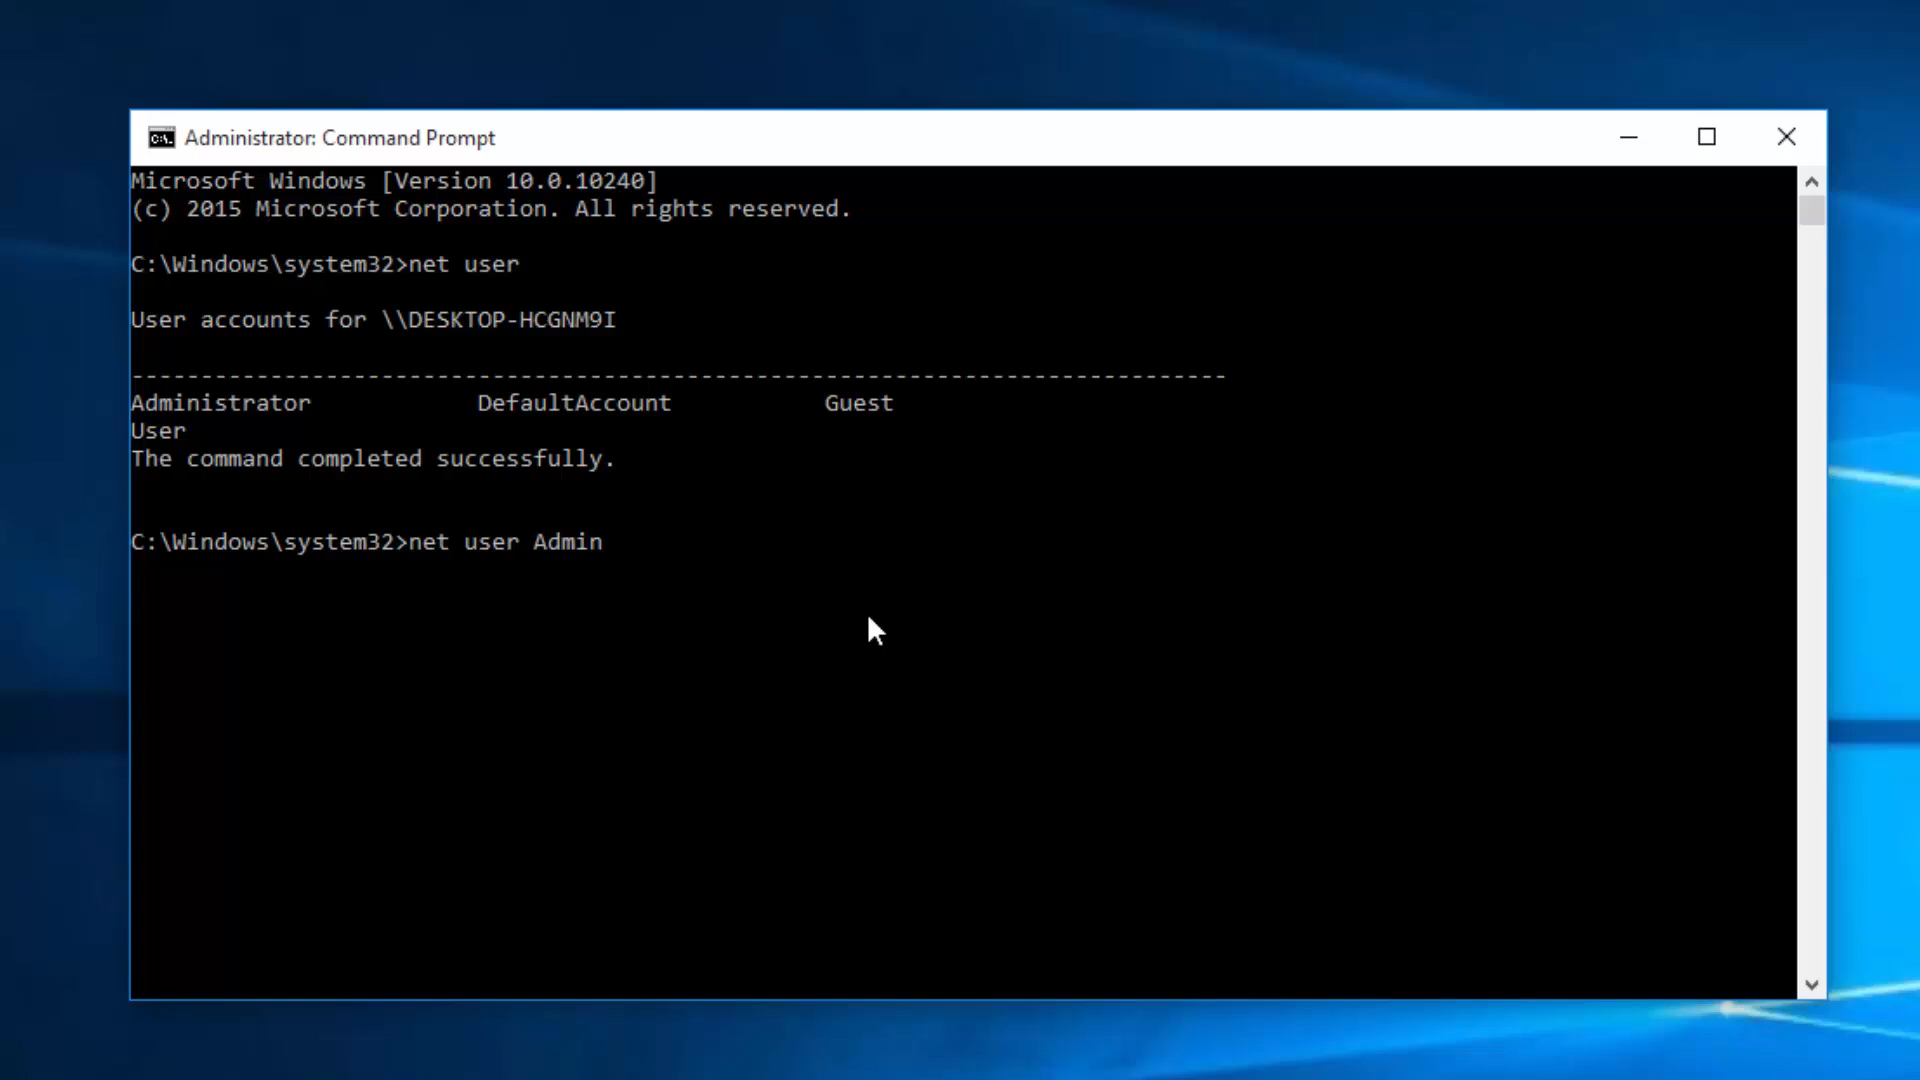 Administrator: Command Prompt
Microsoft Windows [Version 10.0.10240]
(c) 2015 Microsoft Corporation. All rights reserved.
C:\Windows\system32>net user
User accounts for \\DESKTOP-HCGNM9I
-------------------------------------------------------------------------------
Administrator            DefaultAccount           Guest
User
The command completed successfully.
C:\Windows\system32>net user Admin